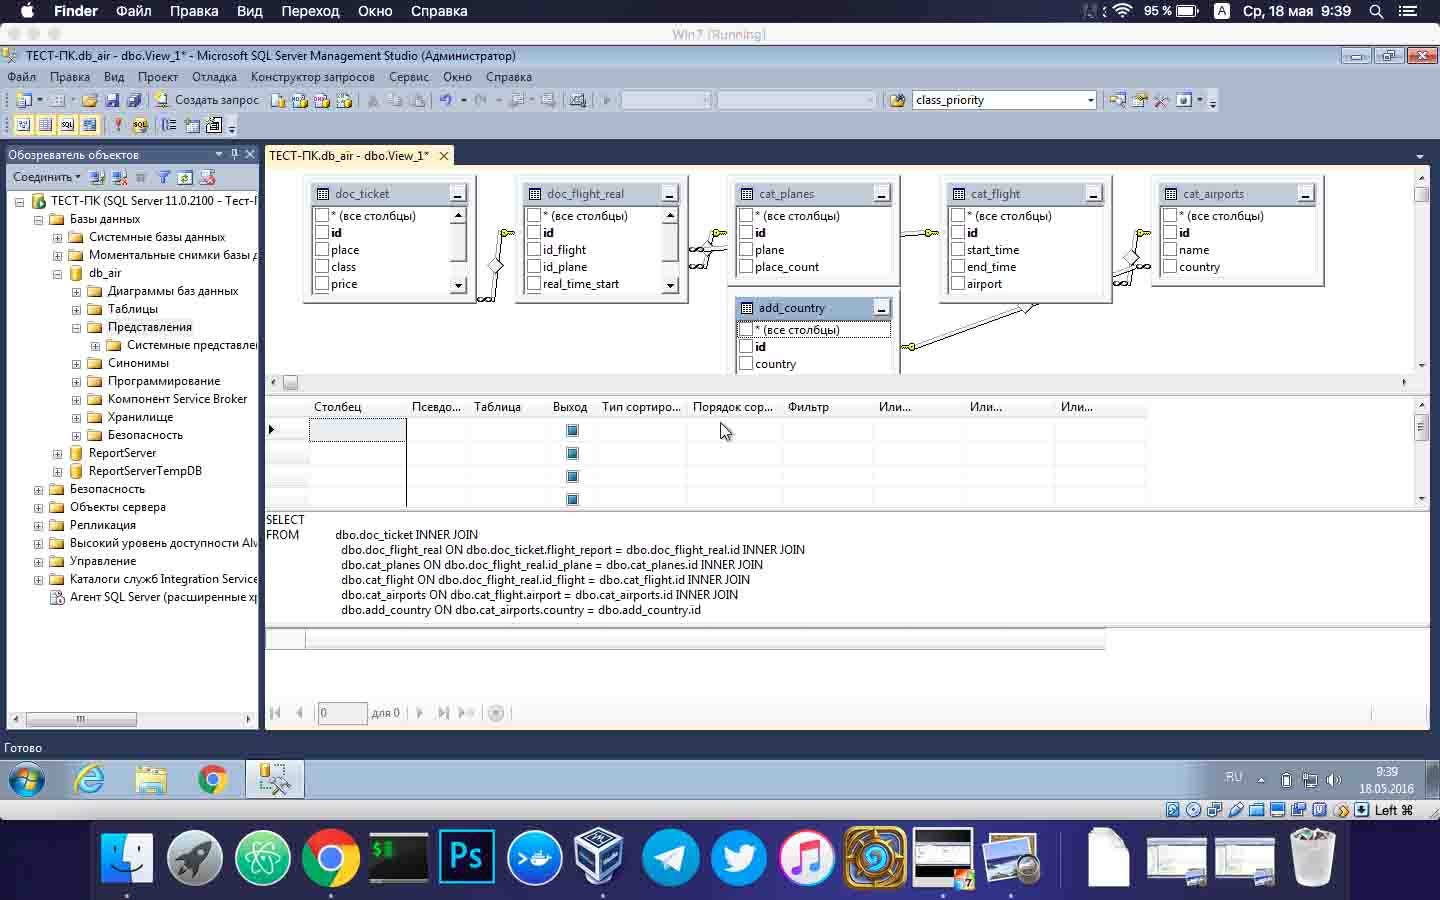 Finder Файл Правка Вид Переход Окно Справка 95 % A Ср, 18 мая 9:39
Win7 [Running]
ТЕСТ-ПК.db_air - dbo.View_1* - Microsoft SQL Server Management Studio (Администратор)
Файл Правка Вид Проект Отладка Конструктор запросов Сервис Окно Справка
Создать запрос class_priority
Обозреватель объектов
ТЕСТ-ПК.db_air - dbo.View_1*
Соединить
ТЕСТ-ПК (SQL Server 11.0.2100 - Тест-Г
Базы данных
Системные базы данных
Моментальные снимки базы д
db_air
Диаграммы баз данных
Таблицы
Представления
Системные представле
Синонимы
Программирование
Компонент Service Broker
Хранилище
Безопасность
ReportServer
ReportServerTempDB
Безопасность
Объекты сервера
Репликация
Высокий уровень доступности Alw
Управление
Каталоги служб Integration Service
Агент SQL Server (расширенные хр
doc_ticket
* (все столбцы)
id
place
class
price
doc_flight_real
* (все столбцы)
id
id_flight
id_plane
real_time_start
cat_planes
* (все столбцы)
id
plane
place_count
add_country
* (все столбцы)
id
country
cat_flight
* (все столбцы)
id
start_time
end_time
airport
cat_airports
* (все столбцы)
id
name
country
Столбец Псевдо... Таблица Выход Тип сортиро... Порядок сор... Фильтр Или... Или... Или...
SELECT
FROM dbo.doc_ticket INNER JOIN
dbo.doc_flight_real ON dbo.doc_ticket.flight_report = dbo.doc_flight_real.id INNER JOIN
dbo.cat_planes ON dbo.doc_flight_real.id_plane = dbo.cat_planes.id INNER JOIN
dbo.cat_flight ON dbo.doc_flight_real.id_flight = dbo.cat_flight.id INNER JOIN
dbo.cat_airports ON dbo.cat_flight.airport = dbo.cat_airports.id INNER JOIN
dbo.add_country ON dbo.cat_airports.country = dbo.add_country.id
0 для 0
Готово
RU 9:39
18.05.2016
Left ⌘
Ps